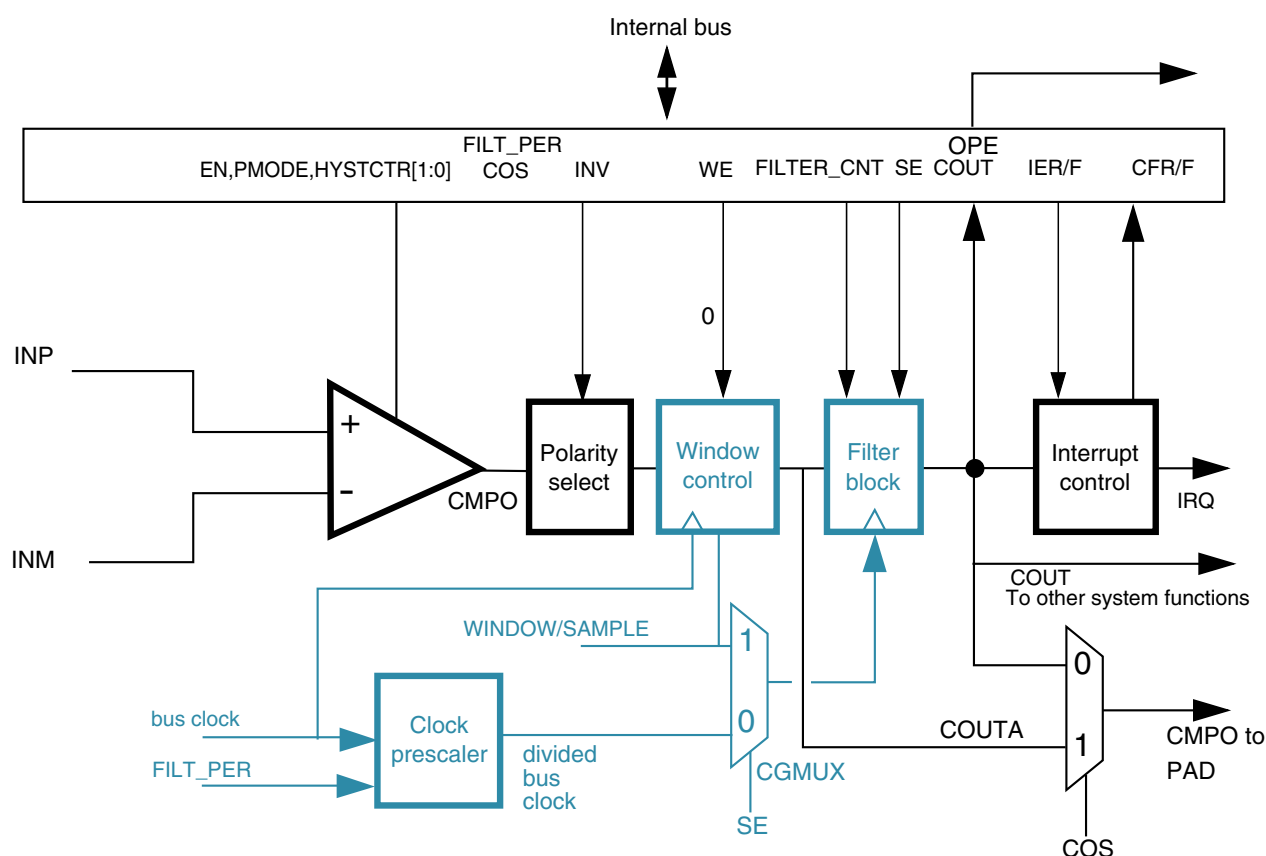 Internal bus
FILT_PER
OPE
EN,PMODE,HYSTCTR[1:0] COS INV WE FILTER_CNT SE COUT IER/F CFR/F
0
INP
+
-
INM
CMPO
Polarity
select
Window
control
Filter
block
Interrupt
control
IRQ
COUT
To other system functions
WINDOW/SAMPLE
1
0
bus clock
FILT_PER
Clock
prescaler
divided
bus
clock
CGMUX
SE
COUTA
0
1
CMPO to
PAD
COS